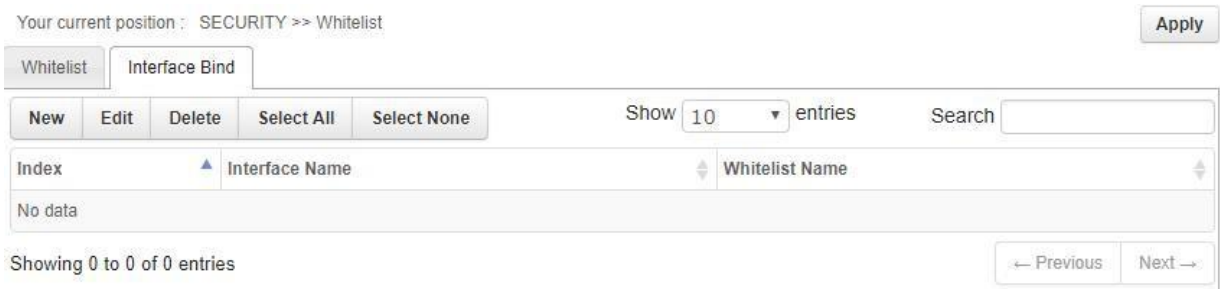 Your current position : SECURITY >> Whitelist
Apply
Whitelist Interface Bind
New Edit Delete Select All Select None Show 10 entries Search
Index Interface Name Whitelist Name
No data
Showing 0 to 0 of 0 entries ← Previous Next →